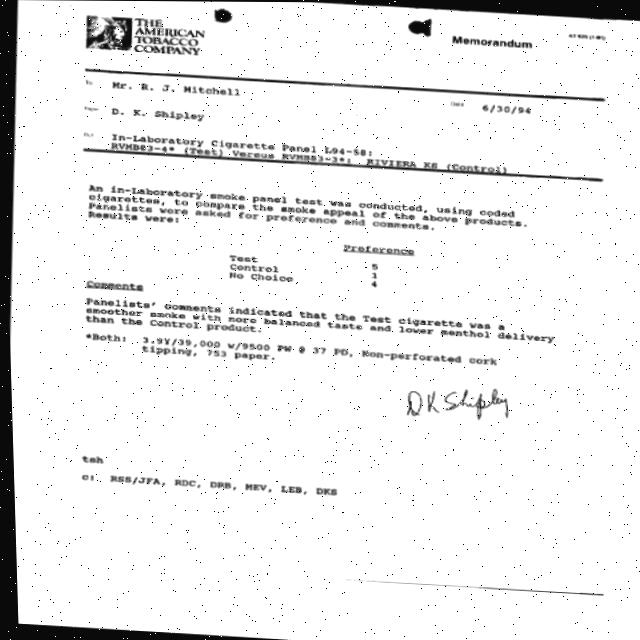 THE
AMERICAN
TOBACCO
COMPANY
Memorandum
To Mr. R. J. Mitchell
Date 6/30/94
From D. K. Shipley
In-Laboratory Cigarette Panel L94-58:
RVMB83-4* (Test) Versus RVMB83-3*; RIVIERA KS (Control)
An in-Laboratory smoke panel test was conducted, using coded
cigarettes, to compare the smoke appeal of the above products.
Panelists were asked for preference and comments.
Results were:
Preference
Test 5
Control 1
No Choice 4
Comments
Panelists' comments indicated that the Test cigarette was a
smoother smoke with more balanced taste and lower menthol delivery
than the Control product.
*Both: 3.9Y/39,000 w/9500 PW @ 37 PD, Non-perforated cork
tipping, 753 paper.
DK Shipley
tsh
C: RSS/JFA, RDC, DRB, MEV, LEB, DKS